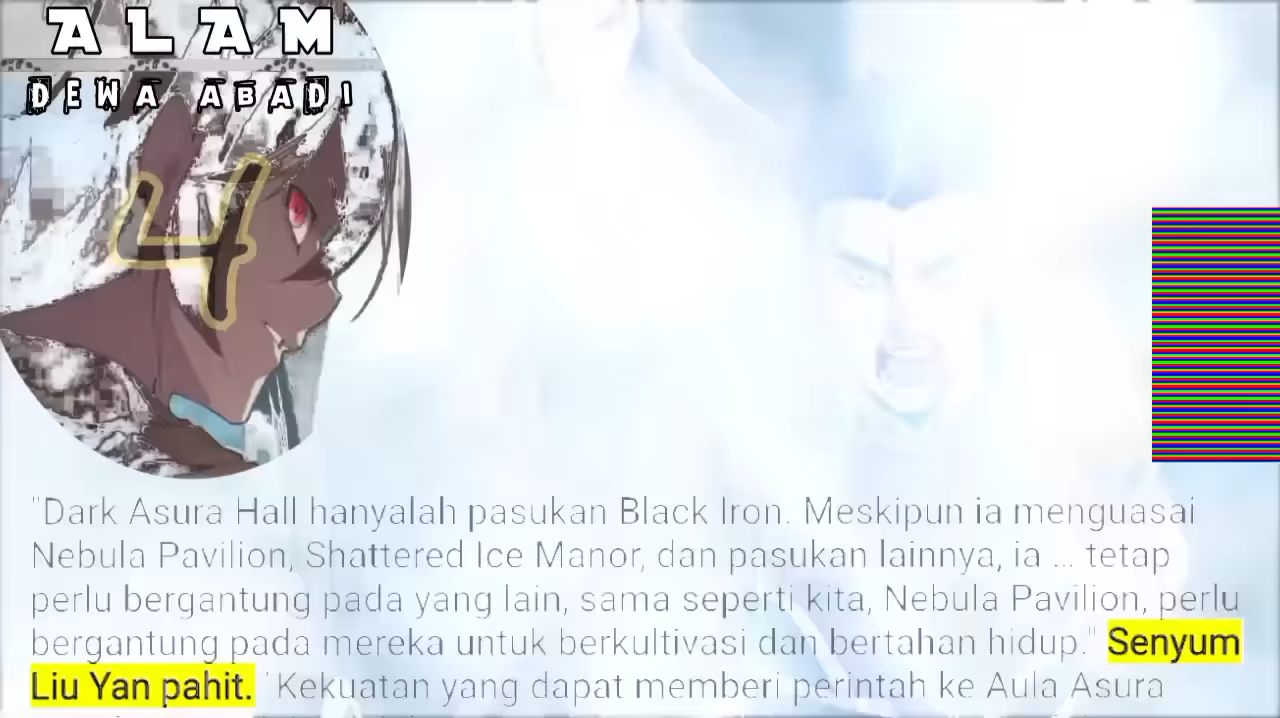 ALAM
DEWA ABADI
4
"Dark Asura Hall hanyalah pasukan Black Iron. Meskipun ia menguasai
Nebula Pavilion, Shattered Ice Manor, dan pasukan lainnya, ia ... tetap
perlu bergantung pada yang lain, sama seperti kita, Nebula Pavilion, perlu
bergantung pada mereka untuk berkultivasi dan bertahan hidup." Senyum
Liu Yan pahit. "Kekuatan yang dapat memberi perintah ke Aula Asura